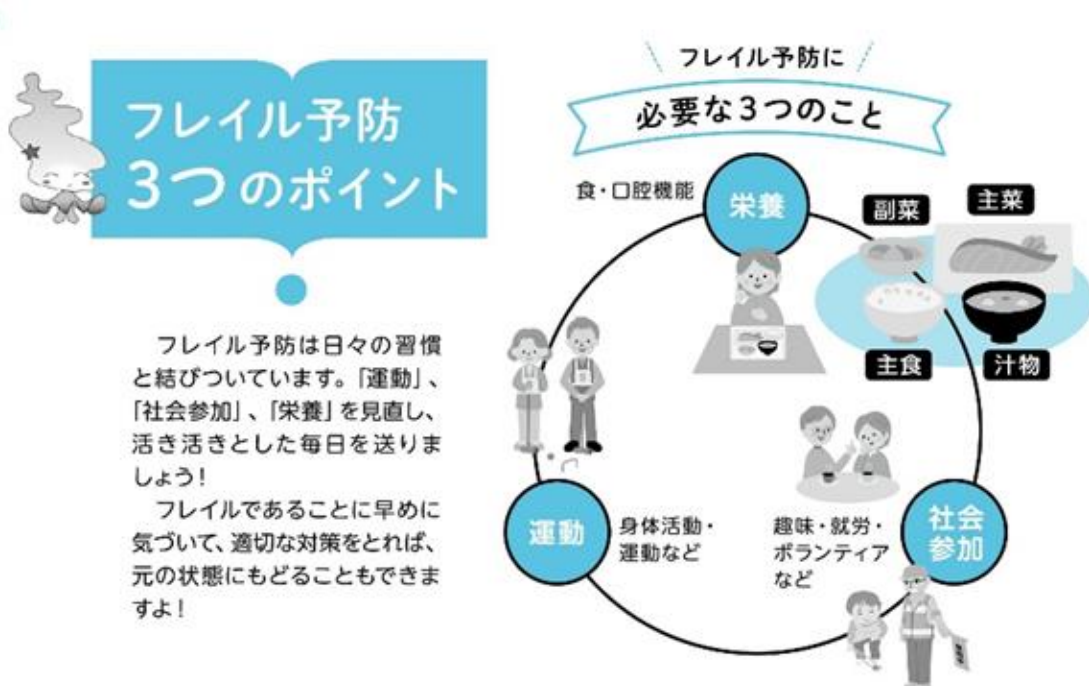 フレイル予防
3つのポイント
フレイル予防は日々の習慣
と結びついています。「運動」、
「社会参加」、「栄養」を見直し、
活き活きとした毎日を送りま
しょう！
フレイルであることに早めに
気づいて、適切な対策をとれば、
元の状態にもどることもできま
すよ！
フレイル予防に
必要な3つのこと
食・口腔機能
栄養
副菜
主菜
主食
汁物
運動
身体活動・
運動など
趣味・就労・
ボランティア
など
社会
参加